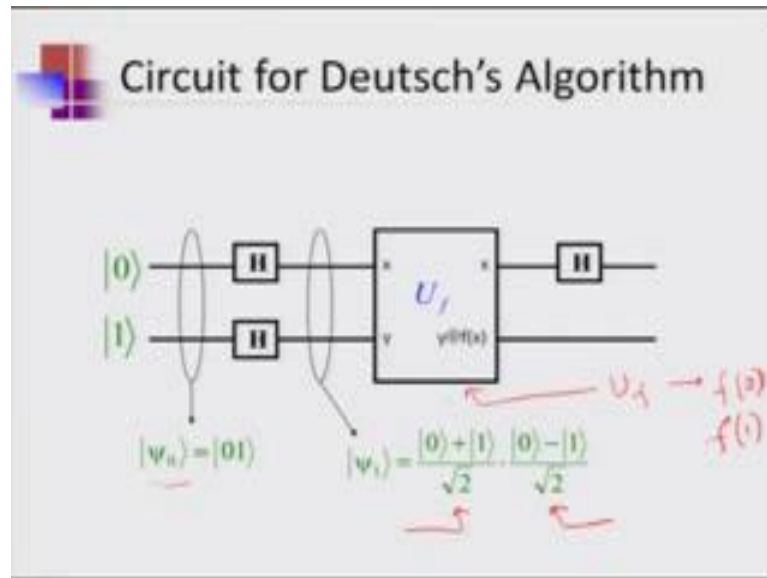 Circuit for Deutsch's Algorithm
|0⟩ H x x H
U_f
|1⟩ H y y⊕f(x)
U_f → f(0)
f(1)
|ψ₀⟩=|01⟩
|ψ₁⟩ = (|0⟩+|1⟩)/√2 · (|0⟩−|1⟩)/√2